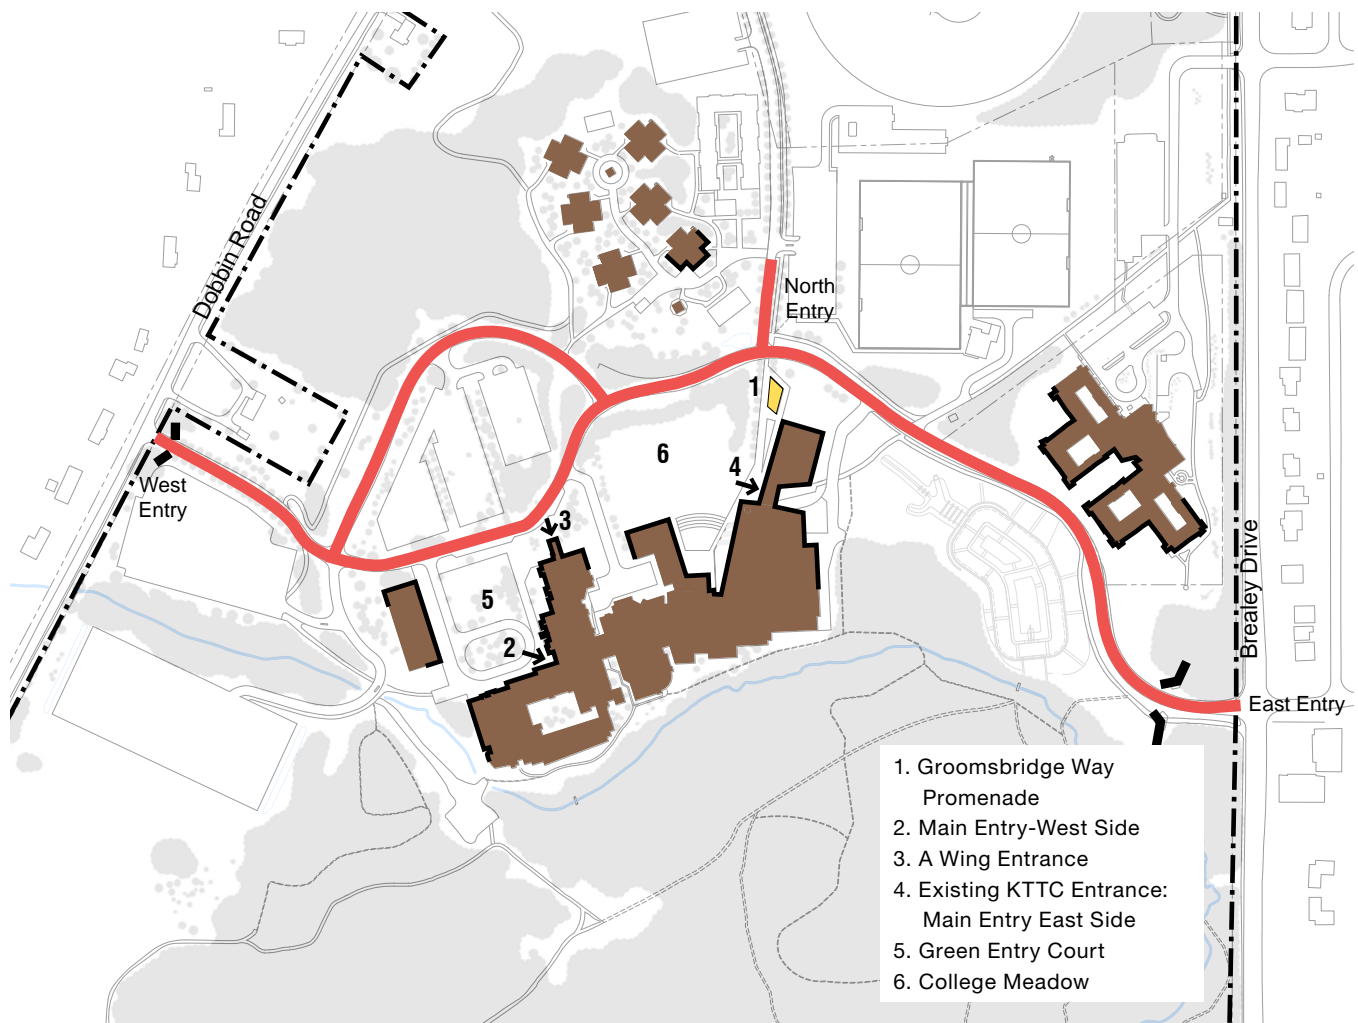 Dobbin Road
North
Entry
1
6
4
West
Entry
3
5
2
Brealey Drive
East Entry
1. Groomsbridge Way
Promenade
2. Main Entry-West Side
3. A Wing Entrance
4. Existing KTTC Entrance:
Main Entry East Side
5. Green Entry Court
6. College Meadow